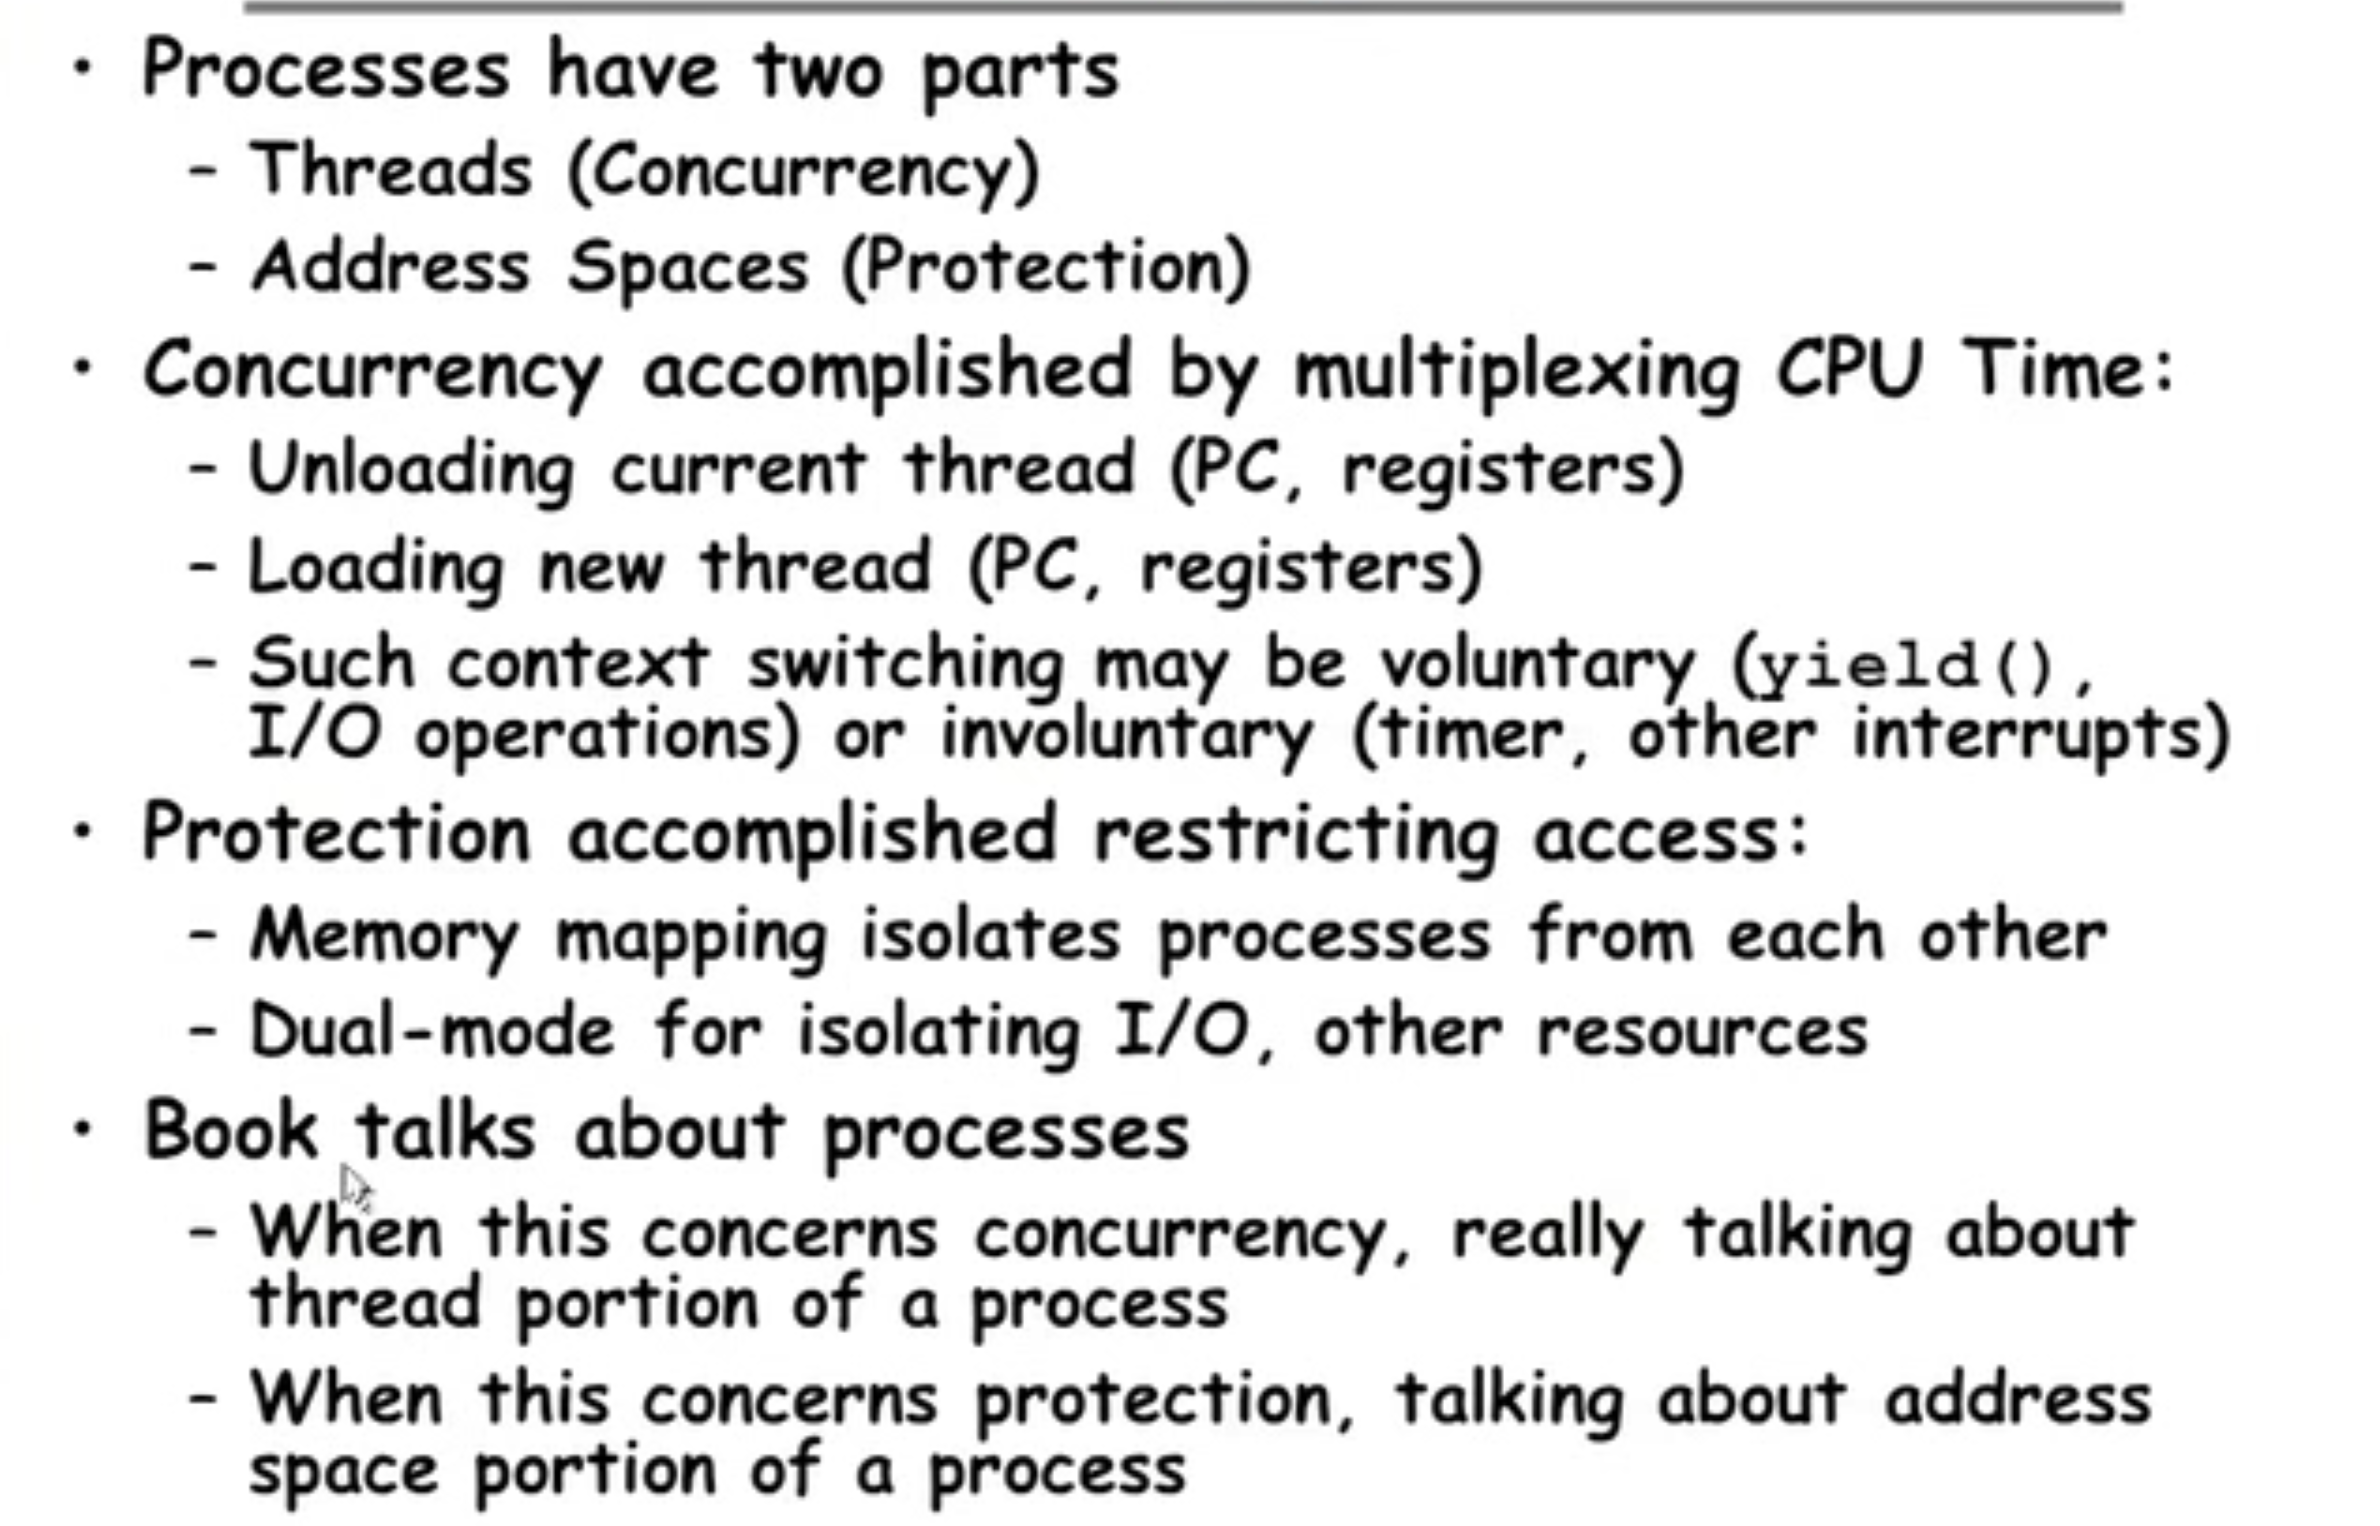 • Processes have two parts
– Threads (Concurrency)
– Address Spaces (Protection)
• Concurrency accomplished by multiplexing CPU Time:
– Unloading current thread (PC, registers)
– Loading new thread (PC, registers)
– Such context switching may be voluntary (yield(),
I/O operations) or involuntary (timer, other interrupts)
• Protection accomplished restricting access:
– Memory mapping isolates processes from each other
– Dual-mode for isolating I/O, other resources
• Book talks about processes
– When this concerns concurrency, really talking about
thread portion of a process
– When this concerns protection, talking about address
space portion of a process